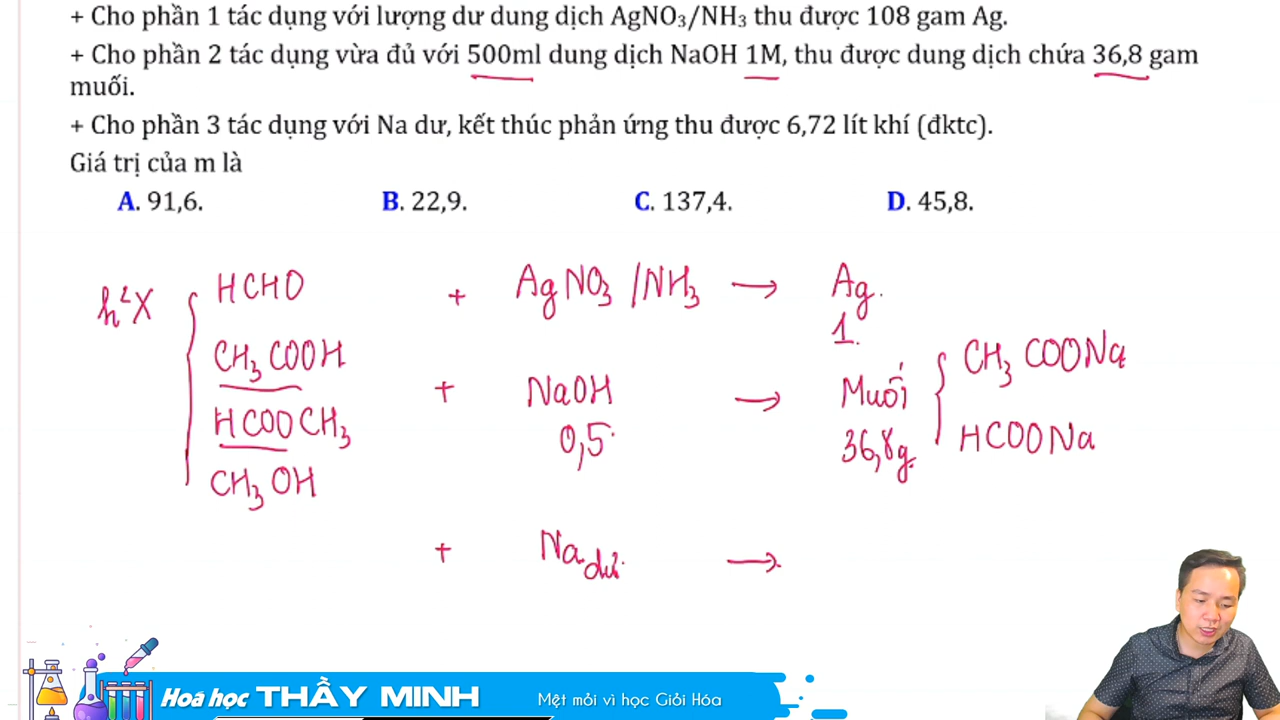 + Cho phần 1 tác dụng với lượng dư dung dịch AgNO₃/NH₃ thu được 108 gam Ag.
+ Cho phần 2 tác dụng vừa đủ với 500ml dung dịch NaOH 1M, thu được dung dịch chứa 36,8 gam
muối.
+ Cho phần 3 tác dụng với Na dư, kết thúc phản ứng thu được 6,72 lít khí (đktc).
Giá trị của m là
A. 91,6. B. 22,9. C. 137,4. D. 45,8.
h²X
HCHO + AgNO₃ /NH₃ → Ag.
1.
CH₃COOH + NaOH → Muối CH₃COONa
HCOOCH₃ 0,5 36,8g. HCOONa
CH₃OH
+ Na dư →
Hoá học THẦY MINH Mệt mỏi vì học Giỏi Hóa